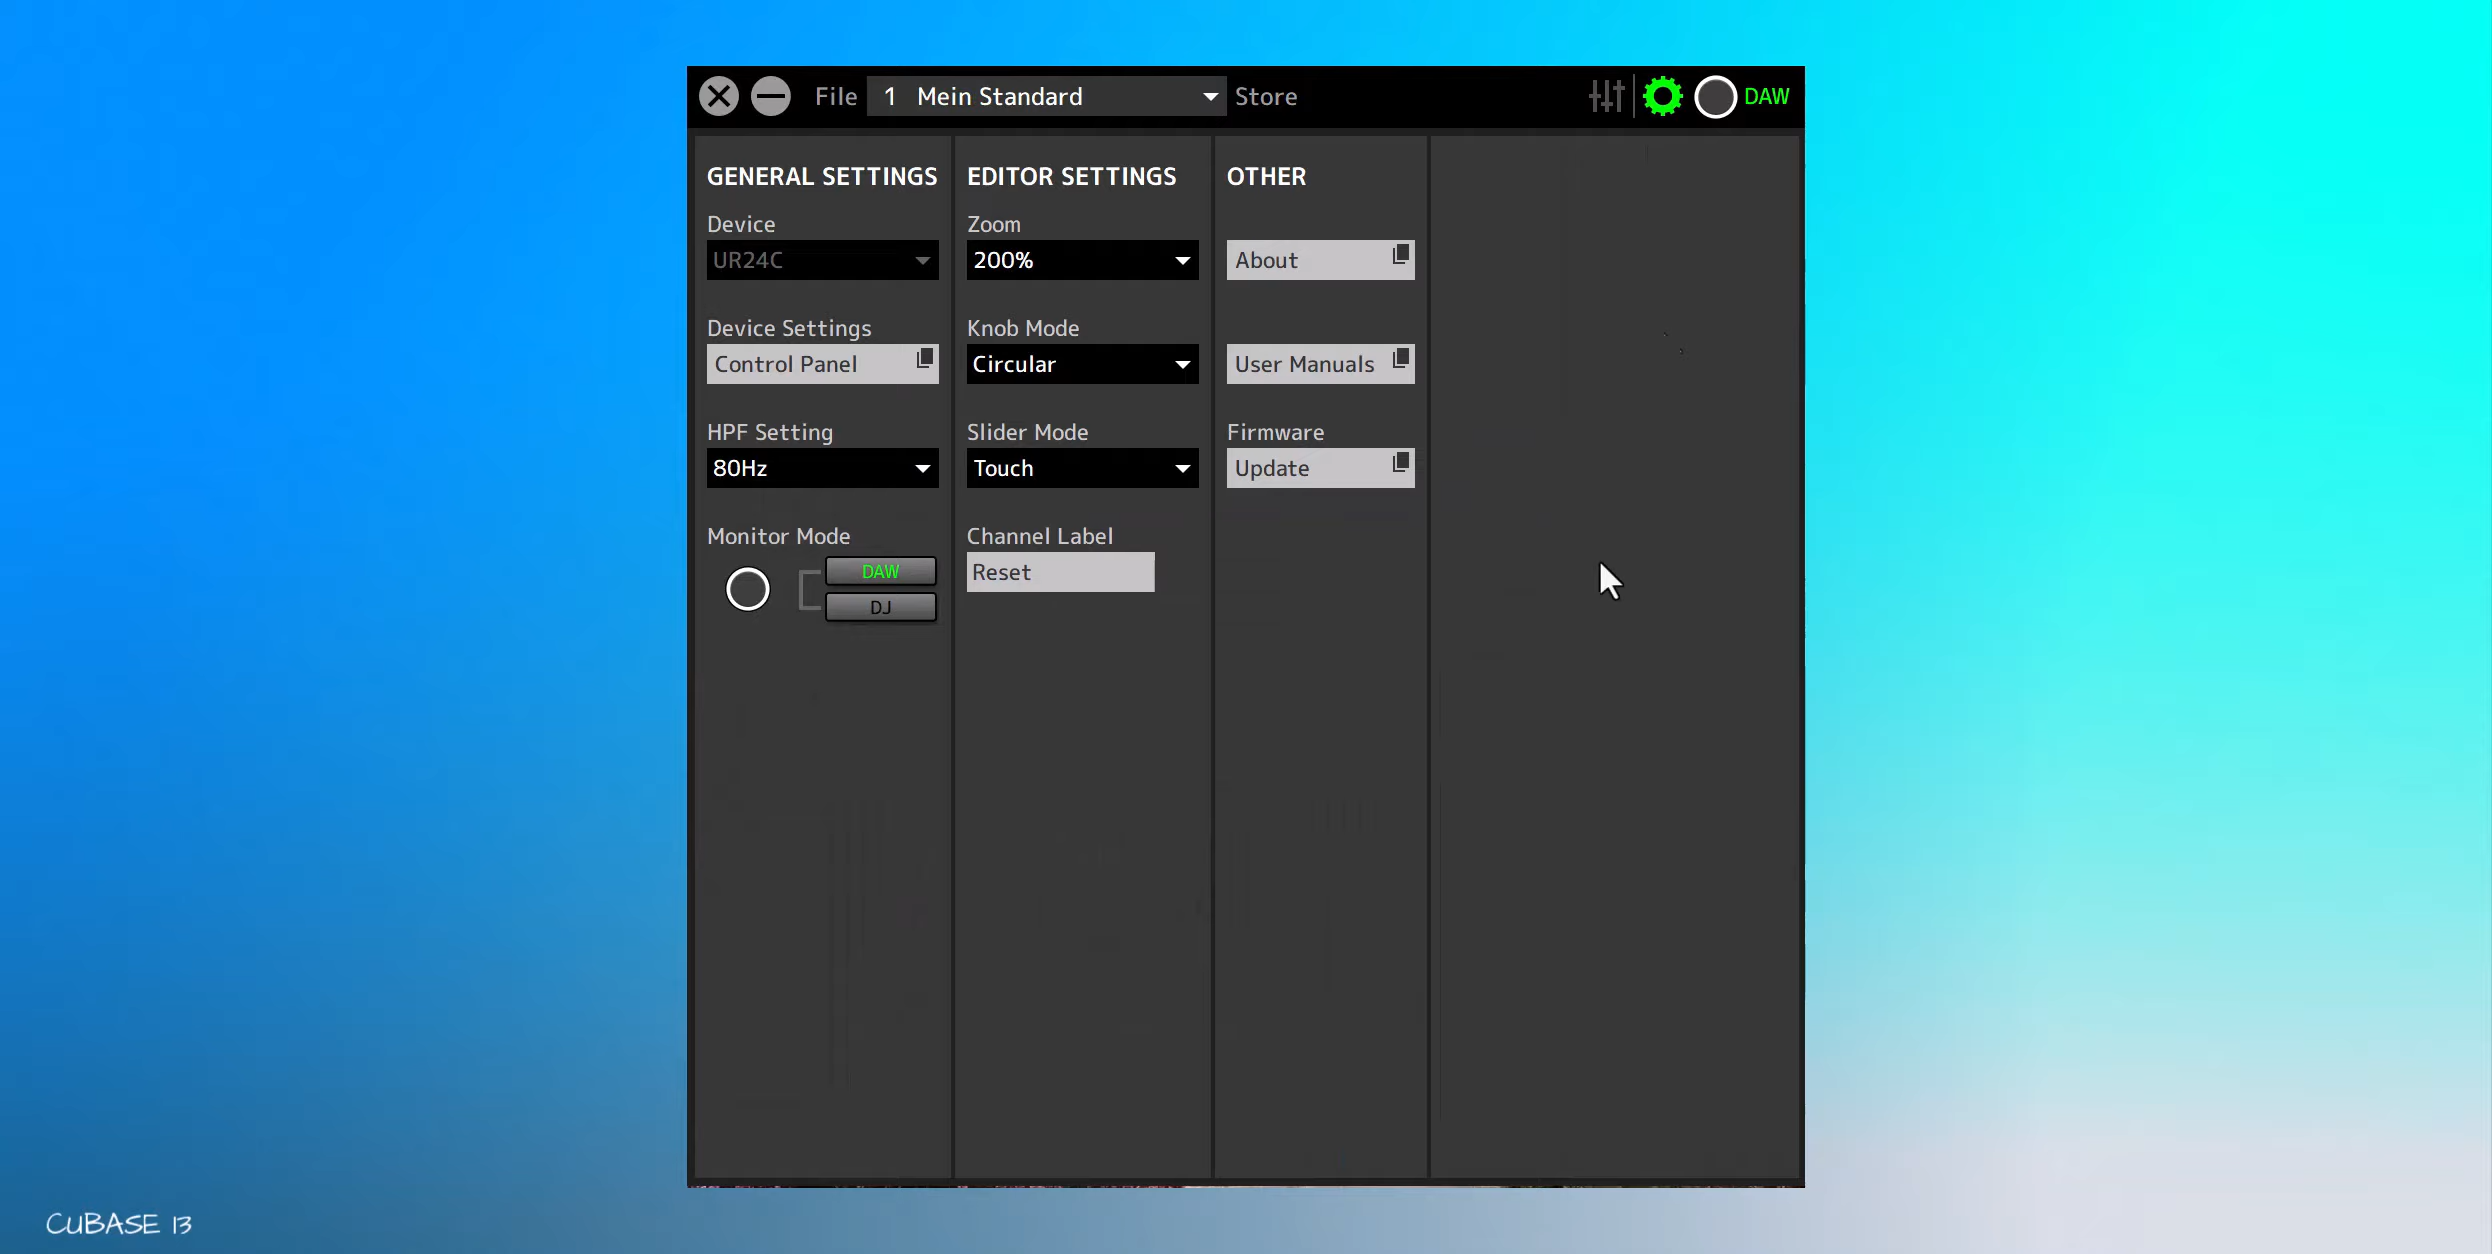 File 1 Mein Standard Store DAW
GENERAL SETTINGS EDITOR SETTINGS OTHER
Device Zoom
UR24C 200% About
Device Settings Knob Mode
Control Panel Circular User Manuals
HPF Setting Slider Mode Firmware
80Hz Touch Update
Monitor Mode Channel Label
DAW Reset
DJ
CUBASE 13